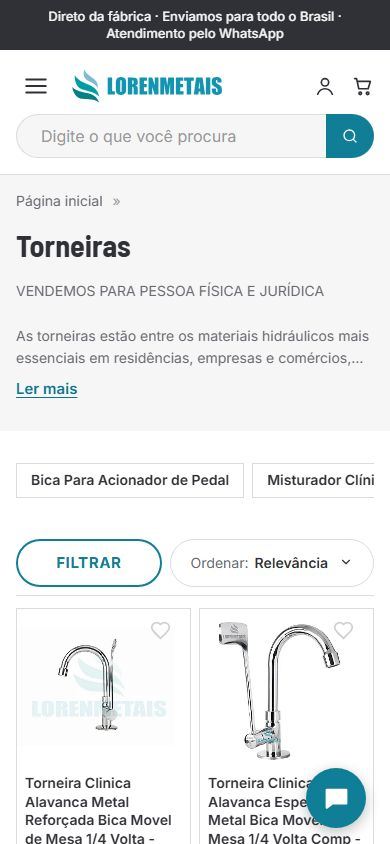 Direto da fábrica · Enviamos para todo o Brasil ·
Atendimento pelo WhatsApp
LORENMETAIS
Digite o que você procura
Página inicial »
Torneiras
VENDEMOS PARA PESSOA FÍSICA E JURÍDICA
As torneiras estão entre os materiais hidráulicos mais
essenciais em residências, empresas e comércios,...
Ler mais
Bica Para Acionador de Pedal
Misturador Clíni
FILTRAR
Ordenar: Relevância
LORENMETAIS
LORENMETAIS
Torneira Clinica
Alavanca Metal
Reforçada Bica Movel
de Mesa 1/4 Volta -
Torneira Clinica
Alavanca Espe
Metal Bica Move
Mesa 1/4 Volta Comp -